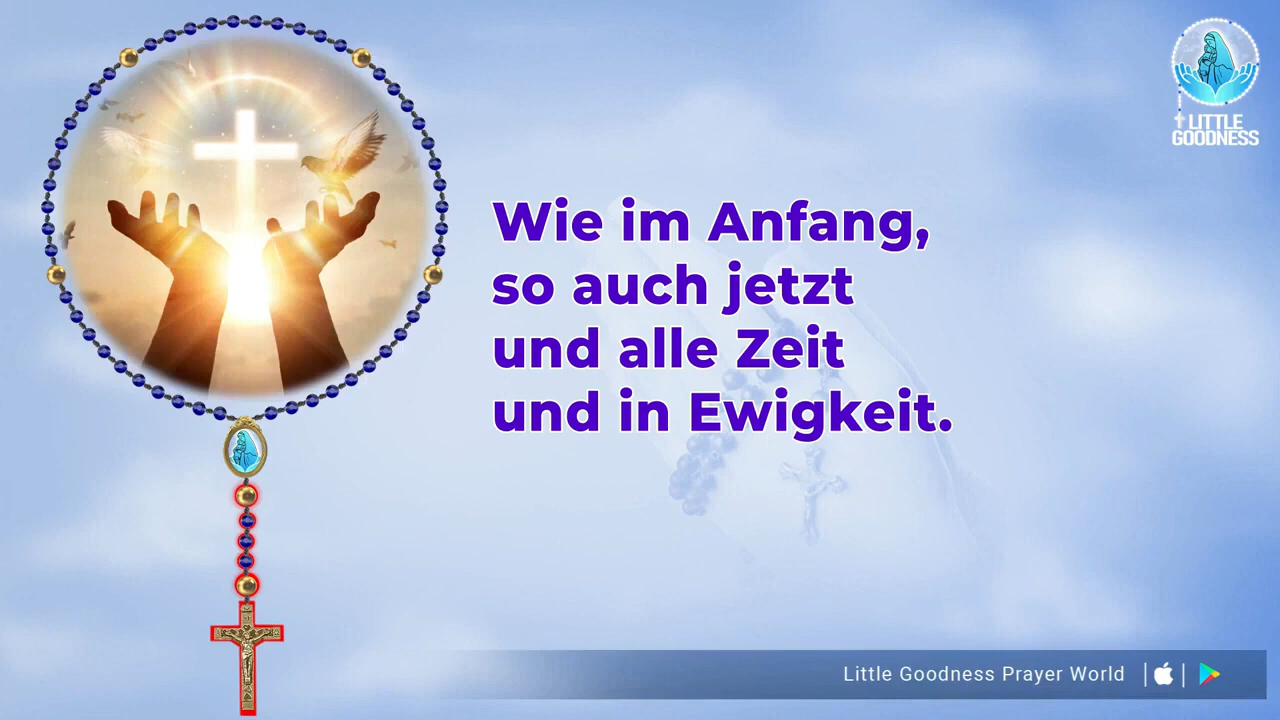 LITTLE
GOODNESS
Wie im Anfang,
so auch jetzt
und alle Zeit
und in Ewigkeit.
Little Goodness Prayer World